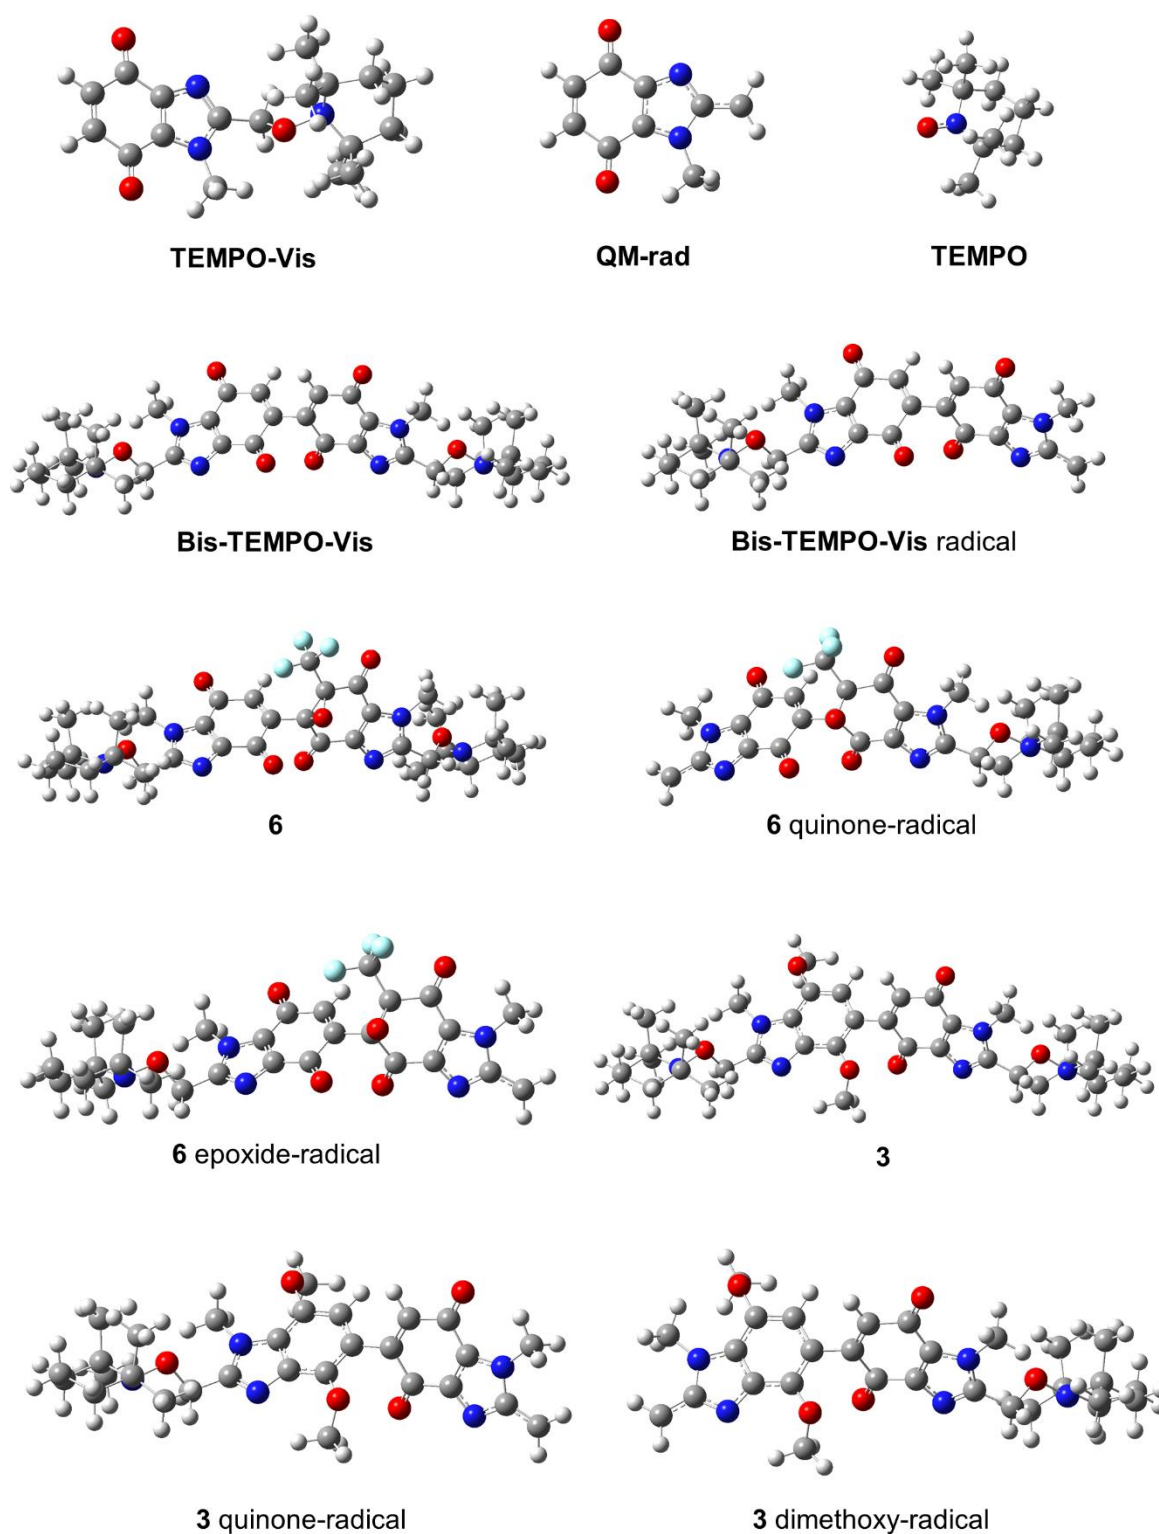 TEMPO-Vis
QM-rad
TEMPO
Bis-TEMPO-Vis
Bis-TEMPO-Vis radical
6
6 quinone-radical
6 epoxide-radical
3
3 quinone-radical
3 dimethoxy-radical